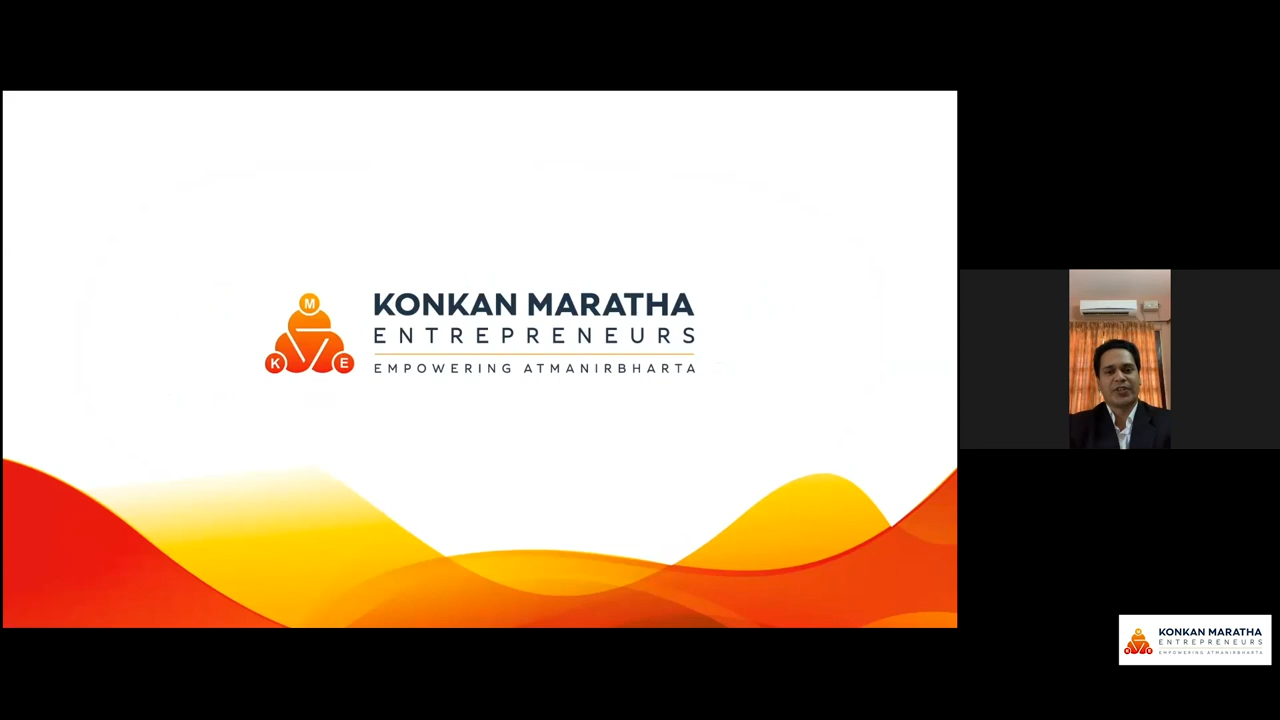 M
K
E
KONKAN MARATHA
ENTREPRENEURS
EMPOWERING ATMANIRBHARTA
M
K
E
KONKAN MARATHA
ENTREPRENEURS
EMPOWERING ATMANIRBHARTA